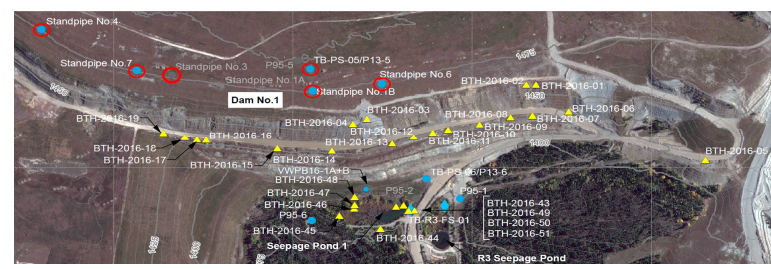 Standpipe No.4
Standpipe No.7
Standpipe No.3
P95-5
TB-PS-05/P13-5
Standpipe No.1A
Standpipe No.6
Standpipe No.1B
Dam No.1
1475
1450
BTH-2016-02
BTH-2016-01
1450
BTH-2016-03
BTH-2016-04
BTH-2016-06
BTH-2016-08
BTH-2016-07
BTH-2016-09
BTH-2016-10
BTH-2016-11
BTH-2016-12
BTH-2016-13
BTH-2016-19
BTH-2016-18
BTH-2016-17
BTH-2016-16
BTH-2016-15
BTH-2016-14
BTH-2016-05
VWPB16-1A+B
TB-PS-06/P13-6
BTH-2016-48
BTH-2016-47
BTH-2016-46
P95-2
P95-1
P95-6
BTH-2016-45
TB-R3-FS-01
BTH-2016-43
BTH-2016-49
BTH-2016-50
BTH-2016-51
BTH-2016-44
Seepage Pond 1
R3 Seepage Pond